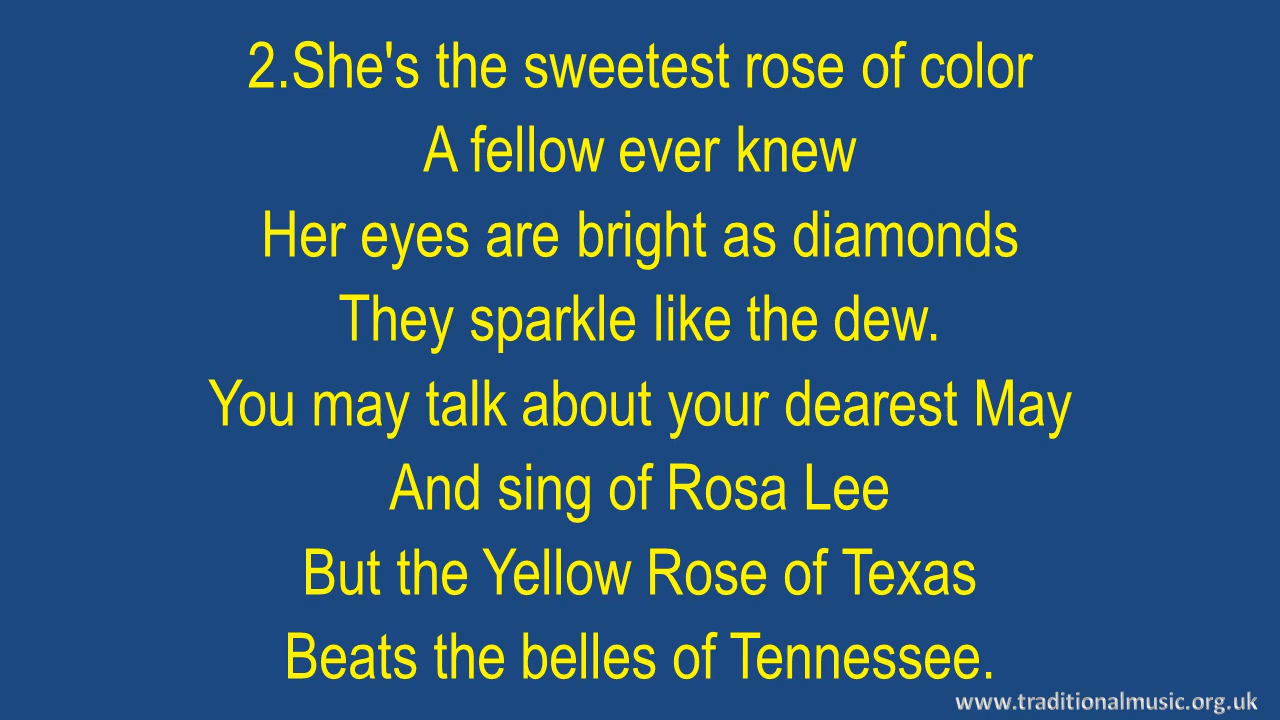 2.She's the sweetest rose of color
A fellow ever knew
Her eyes are bright as diamonds
They sparkle like the dew.
You may talk about your dearest May
And sing of Rosa Lee
But the Yellow Rose of Texas
Beats the belles of Tennessee.
www.traditionalmusic.org.uk